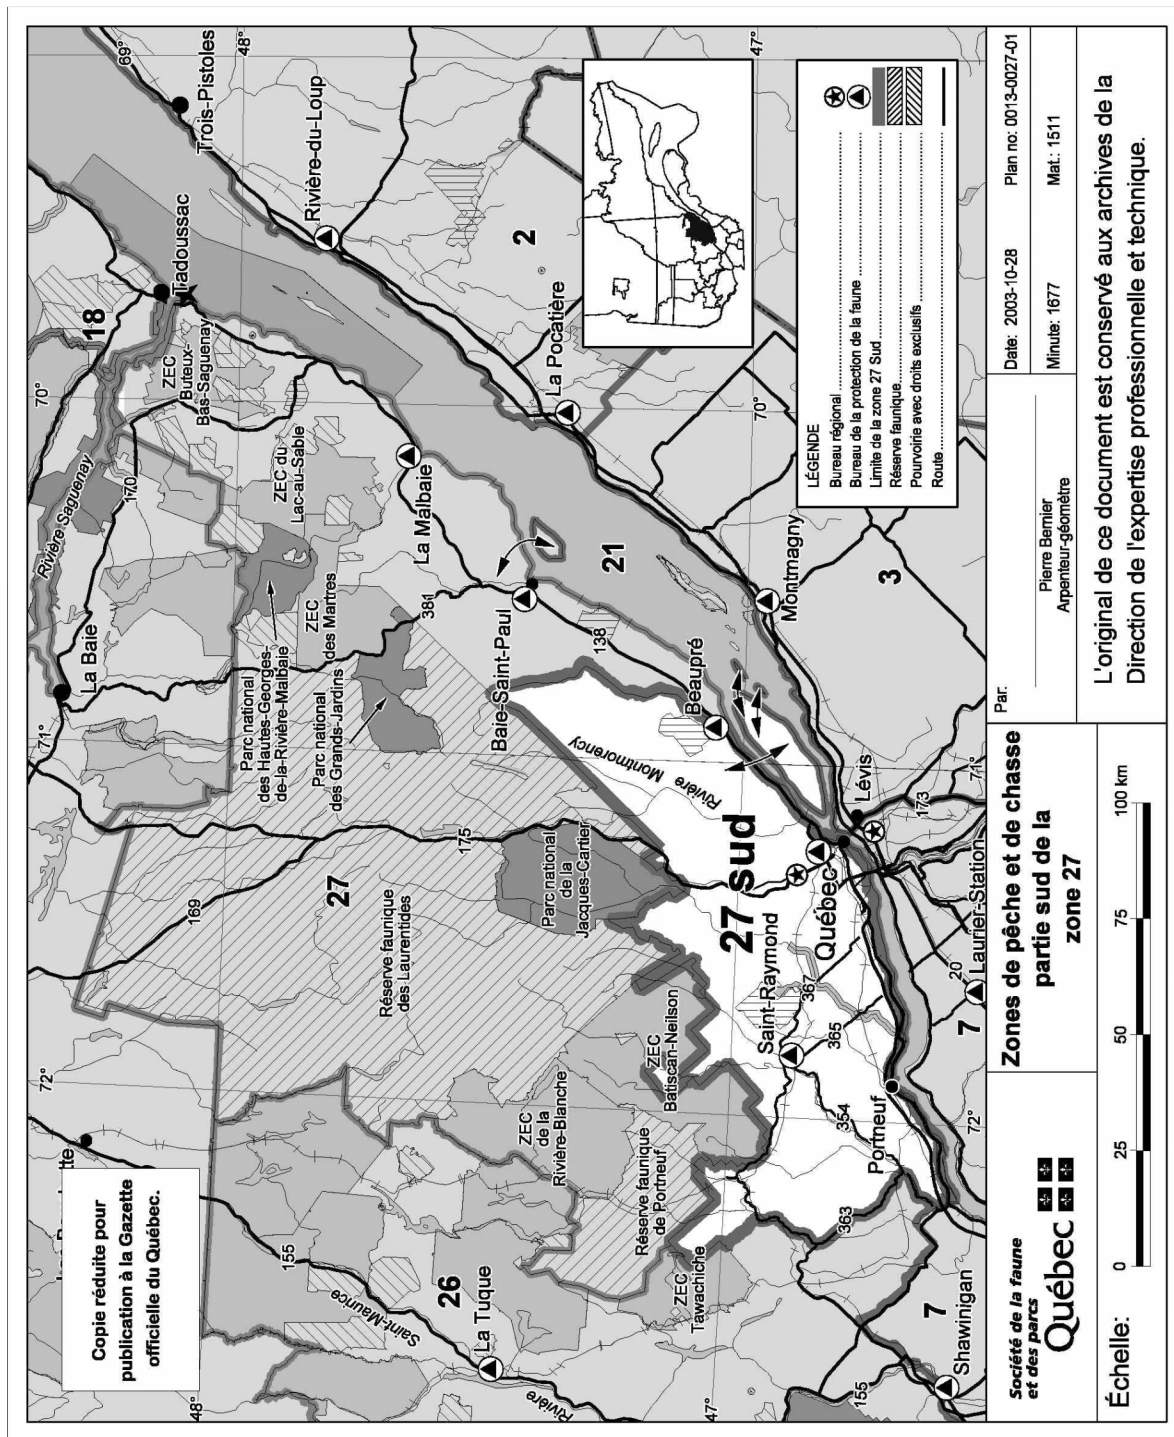 Copie réduite pour
publication à la Gazette
officielle du Québec.
69°
48°
47°
Trois-Pistoles
Rivière-du-Loup
Tadoussac
18
2
70°
ZEC
Buteux-
Bas-Saguenay
La Pocatière
Rivière Saguenay
170
ZEC du
Lac-au-Sable
La Malbaie
70°
21
La Baie
Parc national
des Hautes-Georges-
de-la-Rivière-Malbaie
ZEC
des Martres
381
Parc national
des Grands-Jardins
Baie-Saint-Paul
138
Montmagny
3
71°
Beaupré
Rivière Montmorency
71°
Lévis
173
175
169
27
Parc national
de la
Jacques-Cartier
27 sud
Québec
Réserve faunique
des Laurentides
Saint-Raymond
367
365
20
Laurier-Station
7
72°
ZEC
Batiscan-Neilson
ZEC
de la
Rivière-Blanche
354
Portneuf
72°
Réserve faunique
de Portneuf
363
155
26
ZEC
Tawachiche
Saint-Maurice
La Tuque
Rivière
7
Shawinigan
155
48°
47°
LÉGENDE
Bureau régional
Bureau de la protection de la faune
Limite de la zone 27 Sud
Réserve faunique
Pourvoirie avec droits exclusifs
Route
Société de la faune
et des parcs
Québec
Zones de pêche et de chasse
partie sud de la
zone 27
Échelle:
0 25 50 75 100 km
Par:
Pierre Bernier
Arpenteur-géomètre
Date: 2003-10-28 Plan no: 0013-0027-01
Minute: 1677 Mat.: 1511
L'original de ce document est conservé aux archives de la
Direction de l'expertise professionnelle et technique.